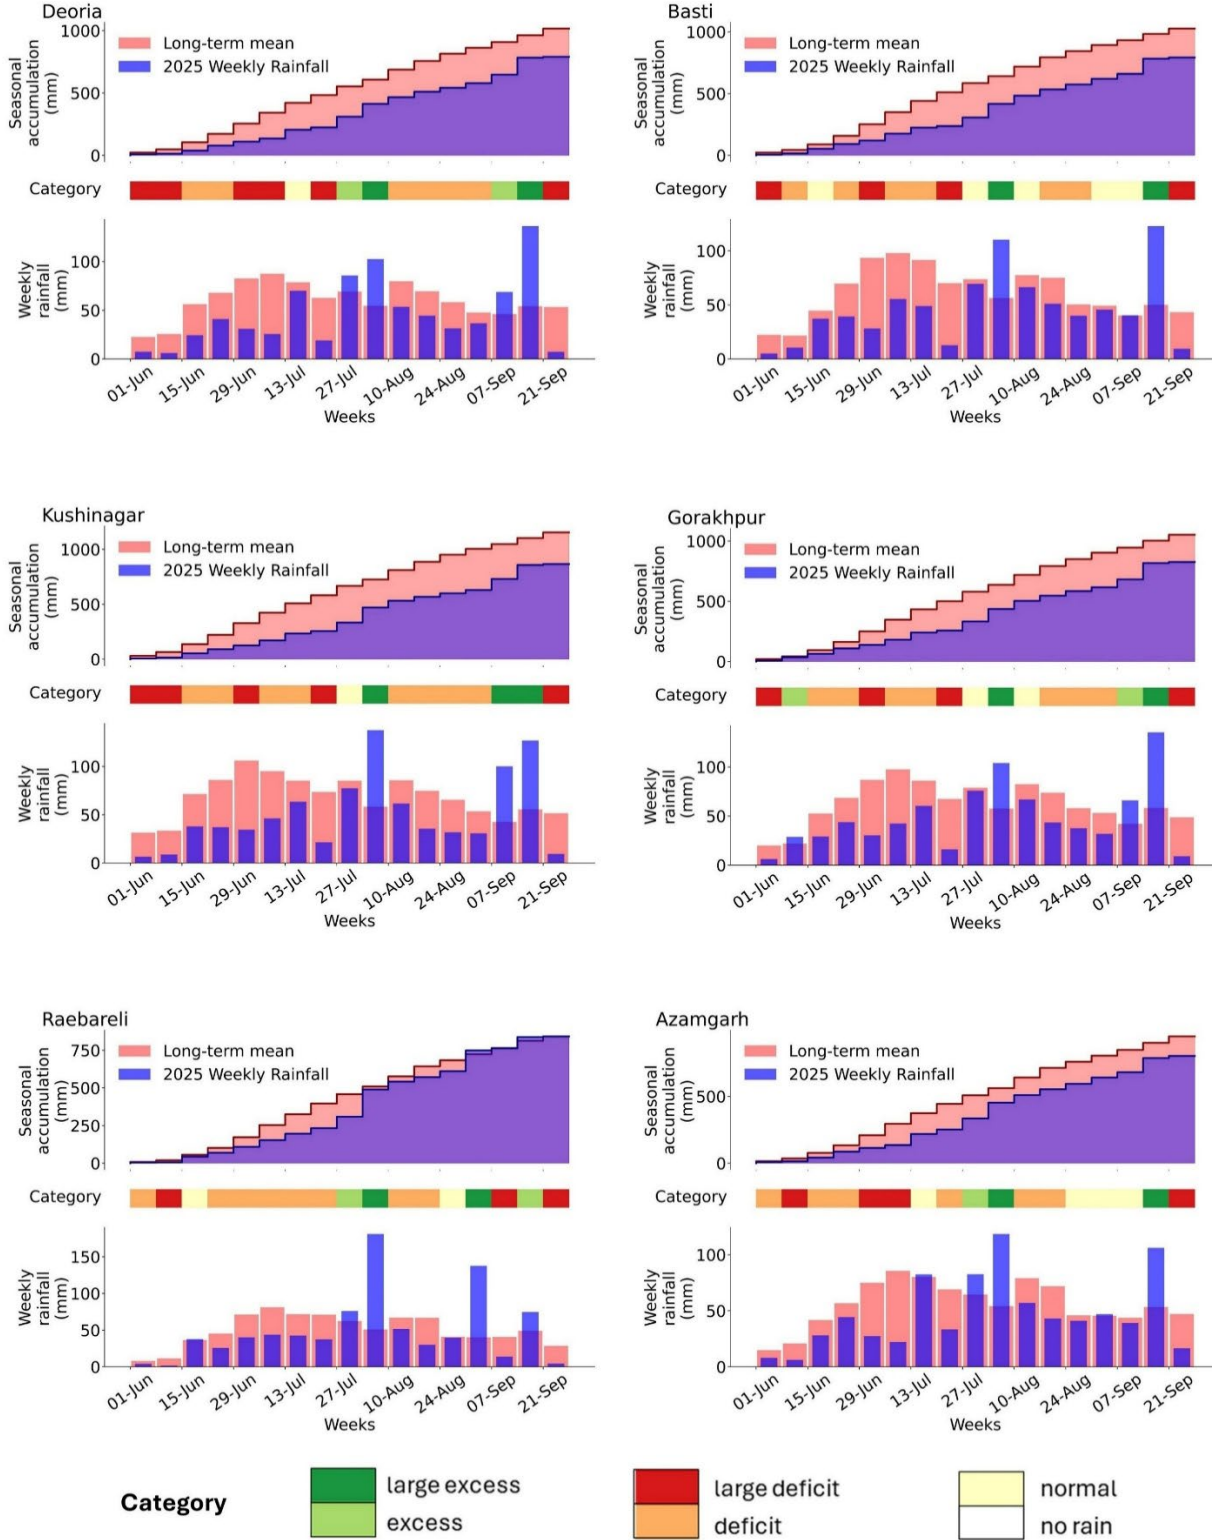 Deoria
Long-term mean
2025 Weekly Rainfall
Seasonal
accumulation
(mm)
1000
500
0
Category
Weekly
rainfall
(mm)
100
50
0
01-Jun
15-Jun
29-Jun
13-Jul
27-Jul
10-Aug
24-Aug
07-Sep
21-Sep
Weeks
Basti
Long-term mean
2025 Weekly Rainfall
Seasonal
accumulation
(mm)
1000
500
0
Category
Weekly
rainfall
(mm)
100
50
0
01-Jun
15-Jun
29-Jun
13-Jul
27-Jul
10-Aug
24-Aug
07-Sep
21-Sep
Weeks
Kushinagar
Long-term mean
2025 Weekly Rainfall
Seasonal
accumulation
(mm)
1000
500
0
Category
Weekly
rainfall
(mm)
100
50
0
01-Jun
15-Jun
29-Jun
13-Jul
27-Jul
10-Aug
24-Aug
07-Sep
21-Sep
Weeks
Gorakhpur
Long-term mean
2025 Weekly Rainfall
Seasonal
accumulation
(mm)
1000
500
0
Category
Weekly
rainfall
(mm)
100
50
0
01-Jun
15-Jun
29-Jun
13-Jul
27-Jul
10-Aug
24-Aug
07-Sep
21-Sep
Weeks
Raebareli
Long-term mean
2025 Weekly Rainfall
Seasonal
accumulation
(mm)
750
500
250
0
Category
Weekly
rainfall
(mm)
150
100
50
0
01-Jun
15-Jun
29-Jun
13-Jul
27-Jul
10-Aug
24-Aug
07-Sep
21-Sep
Weeks
Azamgarh
Long-term mean
2025 Weekly Rainfall
Seasonal
accumulation
(mm)
500
0
Category
Weekly
rainfall
(mm)
100
50
0
01-Jun
15-Jun
29-Jun
13-Jul
27-Jul
10-Aug
24-Aug
07-Sep
21-Sep
Weeks
Category
large excess
excess
large deficit
deficit
normal
no rain